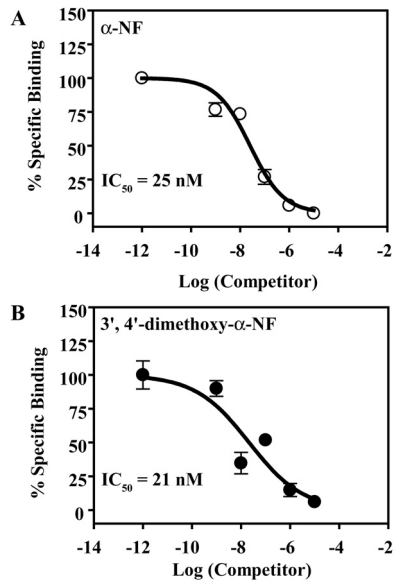 A
α-NF
150
125
100
75
50
25
0
% Specific Binding
IC50 = 25 nM
-14 -12 -10 -8 -6 -4 -2
Log (Competitor)
B
3', 4'-dimethoxy-α-NF
150
125
100
75
50
25
0
% Specific Binding
IC50 = 21 nM
-14 -12 -10 -8 -6 -4 -2
Log (Competitor)